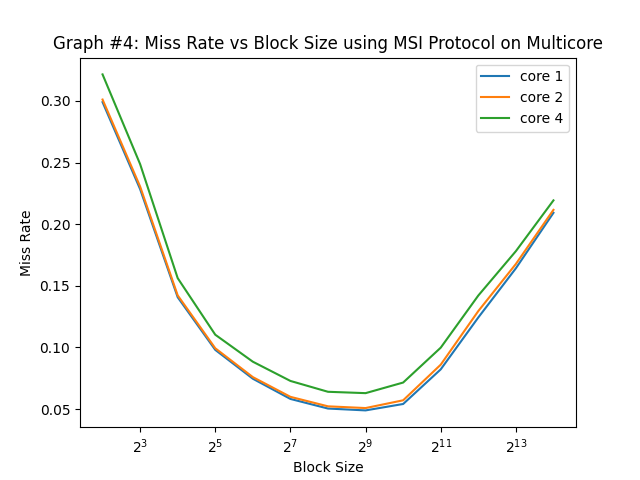 Graph #4: Miss Rate vs Block Size using MSI Protocol on Multicore
core 1
core 2
core 4
0.30
0.25
0.20
0.15
0.10
0.05
Miss Rate
2³ 2⁵ 2⁷ 2⁹ 2¹¹ 2¹³
Block Size